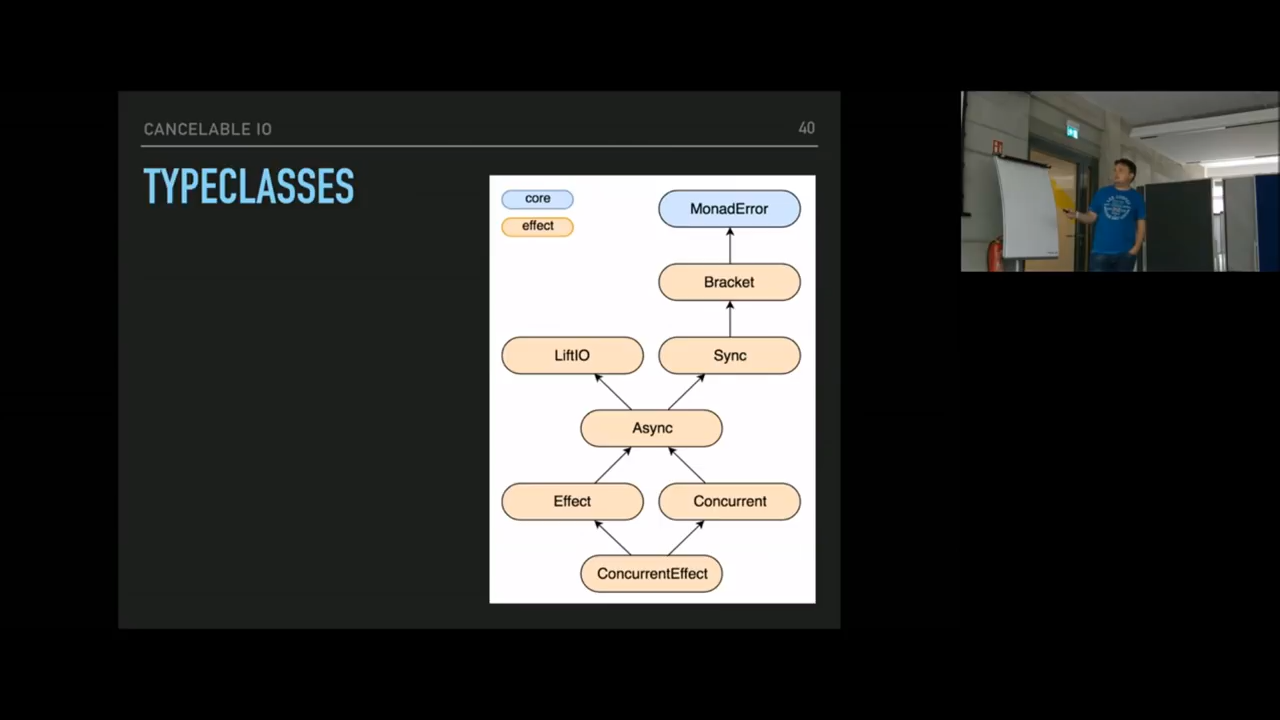 CANCELABLE IO
40
TYPECLASSES
core
effect
MonadError
Bracket
LiftIO
Sync
Async
Effect
Concurrent
ConcurrentEffect